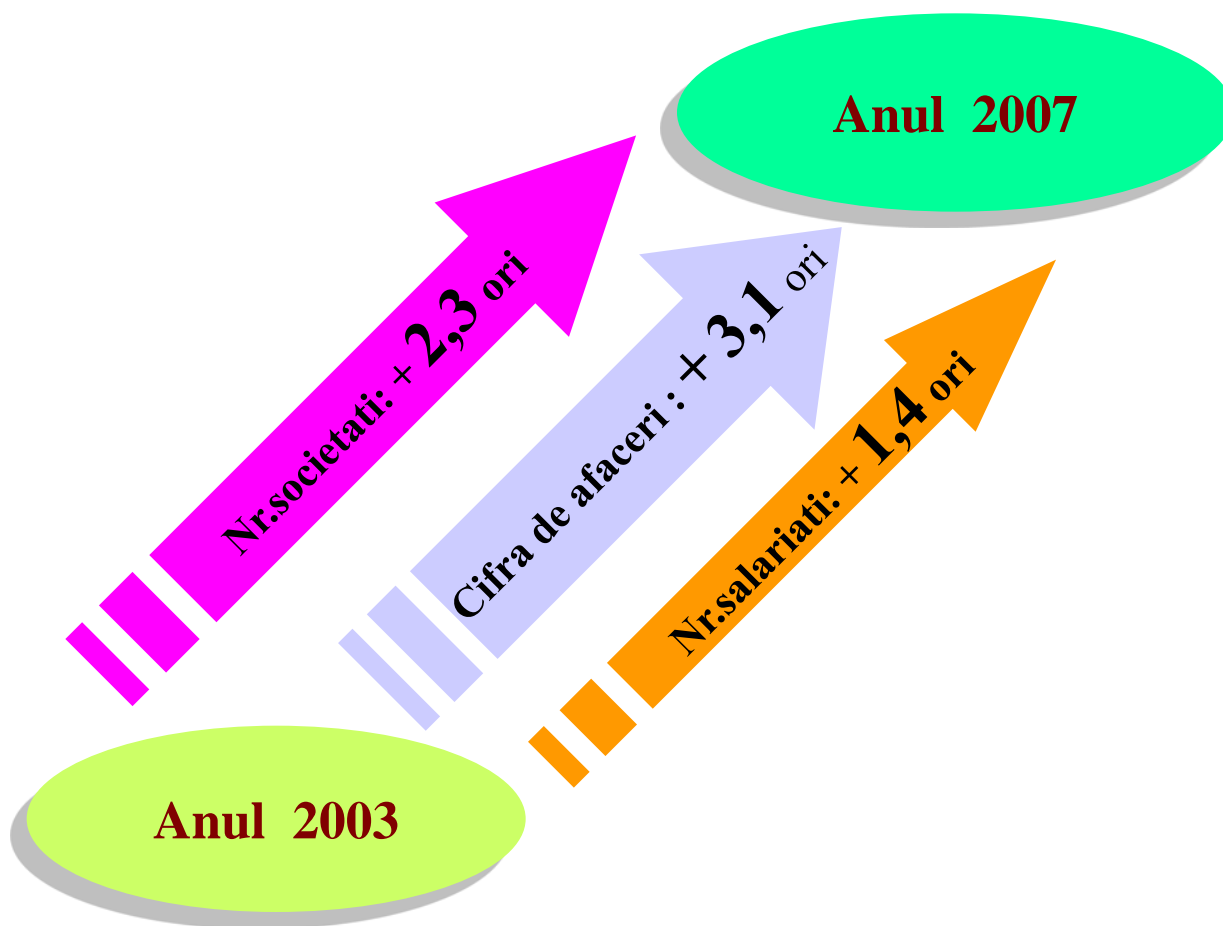 Anul 2007
Nr.societati: + 2,3 ori
Cifra de afaceri : + 3,1 ori
Nr.salariati: + 1,4 ori
Anul 2003